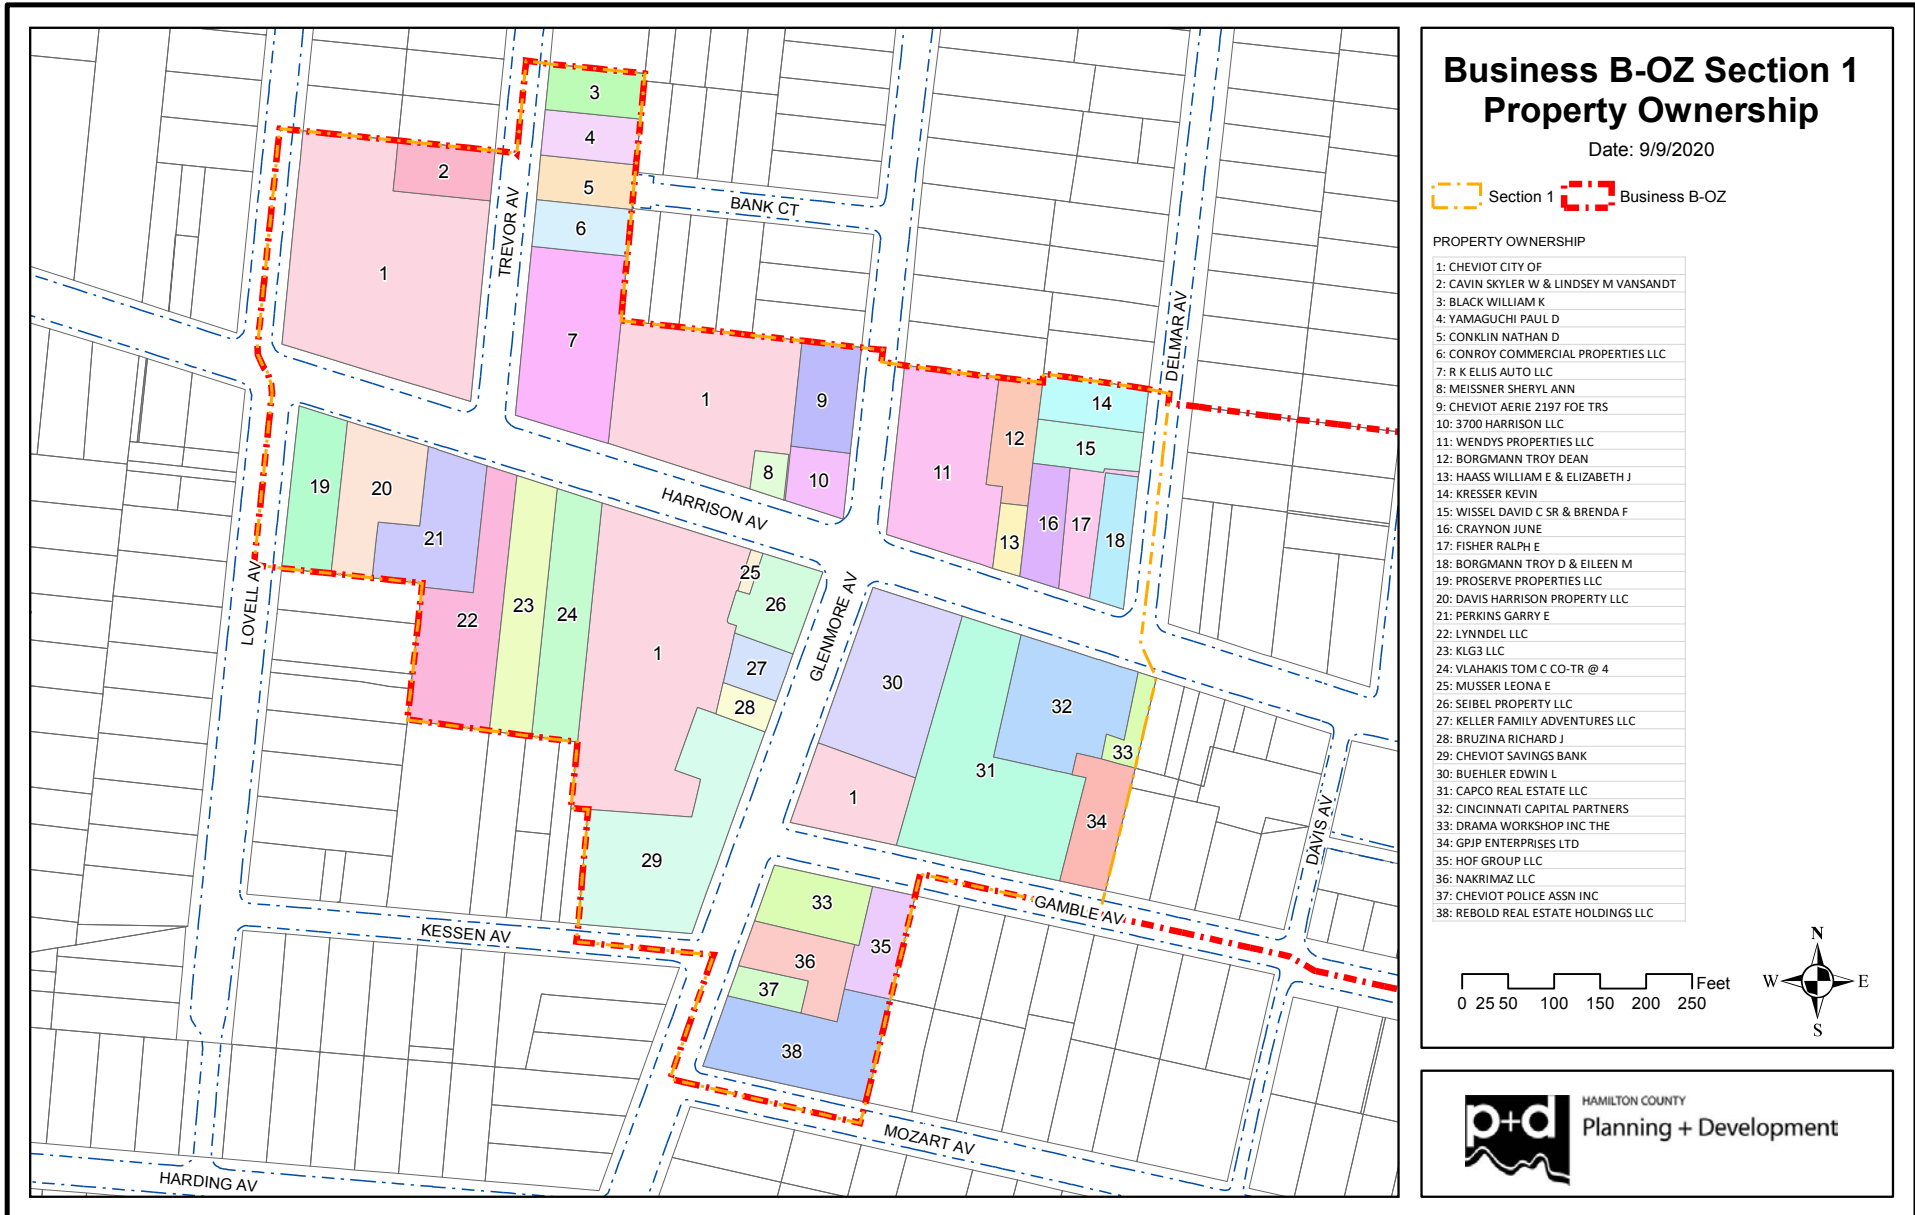 Business B-OZ Section 1
Property Ownership
Date: 9/9/2020
Section 1
Business B-OZ
PROPERTY OWNERSHIP
1: CHEVIOT CITY OF
2: CAVIN SKYLER W & LINDSEY M VANSANDT
3: BLACK WILLIAM K
4: YAMAGUCHI PAUL D
5: CONKLIN NATHAN D
6: CONROY COMMERCIAL PROPERTIES LLC
7: R K ELLIS AUTO LLC
8: MEISSNER SHERYL ANN
9: CHEVIOT AERIE 2197 FOE TRS
10: 3700 HARRISON LLC
11: WENDYS PROPERTIES LLC
12: BORGMANN TROY DEAN
13: HAASS WILLIAM E & ELIZABETH J
14: KRESSER KEVIN
15: WISSEL DAVID C SR & BRENDA F
16: CRAYNON JUNE
17: FISHER RALPH E
18: BORGMANN TROY D & EILEEN M
19: PROSERVE PROPERTIES LLC
20: DAVIS HARRISON PROPERTY LLC
21: PERKINS GARRY E
22: LYNNDEL LLC
23: KLG3 LLC
24: VLAHAKIS TOM C CO-TR @ 4
25: MUSSER LEONA E
26: SEIBEL PROPERTY LLC
27: KELLER FAMILY ADVENTURES LLC
28: BRUZINA RICHARD J
29: CHEVIOT SAVINGS BANK
30: BUEHLER EDWIN L
31: CAPCO REAL ESTATE LLC
32: CINCINNATI CAPITAL PARTNERS
33: DRAMA WORKSHOP INC THE
34: GPJP ENTERPRISES LTD
35: HOF GROUP LLC
36: NAKRIMAZ LLC
37: CHEVIOT POLICE ASSN INC
38: REBOLD REAL ESTATE HOLDINGS LLC
N
W
E
S
Feet
0 25 50 100 150 200 250
p+d
HAMILTON COUNTY
Planning + Development
3
4
2
5
BANK CT
TREVOR AV
6
1
7
DELMAR AV
1
9
14
12
15
11
8
10
19
20
HARRISON AV
21
16
17
13
18
25
26
LOVELL AV
23
24
22
1
27
GLENMORE AV
30
28
32
33
31
1
34
DAVIS AV
29
33
GAMBLE AV
KESSEN AV
35
36
37
38
MOZART AV
HARDING AV